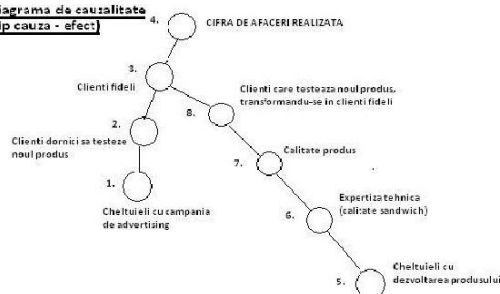 iagrama de causalitate
ip cauza - efect)
4. CIFRA DE AFACERI REALIZATA
3.
Clienti fideli
Clienti care testeaza noul produs,
transformandu-se in clienti fideli
8.
2.
Clienti dornici sa testeze
noul produs
Calitate produs
7.
1.
Expertiza tehnica
(calitate sandwich)
6.
Cheltuieli cu campania
de advertising
Cheltuieli cu
dezvoltarea produsului
5.